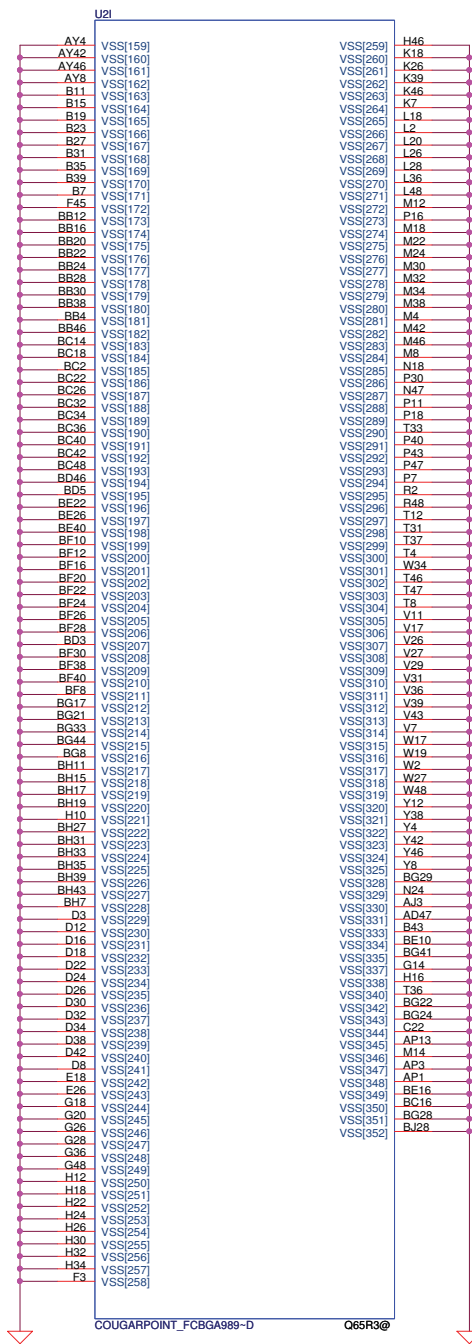 U2I
AY4 VSS[159] VSS[259] H46
AY42 VSS[160] VSS[260] K18
AY46 VSS[161] VSS[261] K26
AY8 VSS[162] VSS[262] K39
B11 VSS[163] VSS[263] K46
B15 VSS[164] VSS[264] K7
B19 VSS[165] VSS[265] L18
B23 VSS[166] VSS[266] L2
B27 VSS[167] VSS[267] L20
B31 VSS[168] VSS[268] L26
B35 VSS[169] VSS[269] L28
B39 VSS[170] VSS[270] L36
B7 VSS[171] VSS[271] L48
F45 VSS[172] VSS[272] M12
BB12 VSS[173] VSS[273] P16
BB16 VSS[174] VSS[274] M18
BB20 VSS[175] VSS[275] M22
BB22 VSS[176] VSS[276] M24
BB24 VSS[177] VSS[277] M30
BB28 VSS[178] VSS[278] M32
BB30 VSS[179] VSS[279] M34
BB38 VSS[180] VSS[280] M38
BB4 VSS[181] VSS[281] M4
BB46 VSS[182] VSS[282] M42
BC14 VSS[183] VSS[283] M46
BC18 VSS[184] VSS[284] M8
BC2 VSS[185] VSS[285] N18
BC22 VSS[186] VSS[286] P30
BC26 VSS[187] VSS[287] N47
BC32 VSS[188] VSS[288] P11
BC34 VSS[189] VSS[289] P18
BC36 VSS[190] VSS[290] T33
BC40 VSS[191] VSS[291] P40
BC42 VSS[192] VSS[292] P43
BC48 VSS[193] VSS[293] P47
BD46 VSS[194] VSS[294] P7
BD5 VSS[195] VSS[295] R2
BE22 VSS[196] VSS[296] R48
BE26 VSS[197] VSS[297] T12
BE40 VSS[198] VSS[298] T31
BF10 VSS[199] VSS[299] T37
BF12 VSS[200] VSS[300] T4
BF16 VSS[201] VSS[301] W34
BF20 VSS[202] VSS[302] T46
BF22 VSS[203] VSS[303] T47
BF24 VSS[204] VSS[304] T8
BF26 VSS[205] VSS[305] V11
BF28 VSS[206] VSS[306] V17
BD3 VSS[207] VSS[307] V26
BF30 VSS[208] VSS[308] V27
BF38 VSS[209] VSS[309] V29
BF40 VSS[210] VSS[310] V31
BF8 VSS[211] VSS[311] V36
BG17 VSS[212] VSS[312] V39
BG21 VSS[213] VSS[313] V43
BG33 VSS[214] VSS[314] V7
BG44 VSS[215] VSS[315] W17
BG8 VSS[216] VSS[316] W19
BH11 VSS[217] VSS[317] W2
BH15 VSS[218] VSS[318] W27
BH17 VSS[219] VSS[319] W48
BH19 VSS[220] VSS[320] Y12
H10 VSS[221] VSS[321] Y38
BH27 VSS[222] VSS[322] Y4
BH31 VSS[223] VSS[323] Y42
BH33 VSS[224] VSS[324] Y46
BH35 VSS[225] VSS[325] Y8
BH39 VSS[226] VSS[328] BG29
BH43 VSS[227] VSS[329] N24
BH7 VSS[228] VSS[330] AJ3
D3 VSS[229] VSS[331] AD47
D12 VSS[230] VSS[333] B43
D16 VSS[231] VSS[334] BE10
D18 VSS[232] VSS[335] BG41
D22 VSS[233] VSS[337] G14
D24 VSS[234] VSS[338] H16
D26 VSS[235] VSS[340] T36
D30 VSS[236] VSS[342] BG22
D32 VSS[237] VSS[343] BG24
D34 VSS[238] VSS[344] C22
D38 VSS[239] VSS[345] AP13
D42 VSS[240] VSS[346] M14
D8 VSS[241] VSS[347] AP3
E18 VSS[242] VSS[348] AP1
E26 VSS[243] VSS[349] BE16
G18 VSS[244] VSS[350] BC16
G20 VSS[245] VSS[351] BG28
G26 VSS[246] VSS[352] BJ28
G28 VSS[247]
G36 VSS[248]
G48 VSS[249]
H12 VSS[250]
H18 VSS[251]
H22 VSS[252]
H24 VSS[253]
H26 VSS[254]
H30 VSS[255]
H32 VSS[256]
H34 VSS[257]
F3 VSS[258]
COUGARPOINT_FCBGA989~D Q65R3@